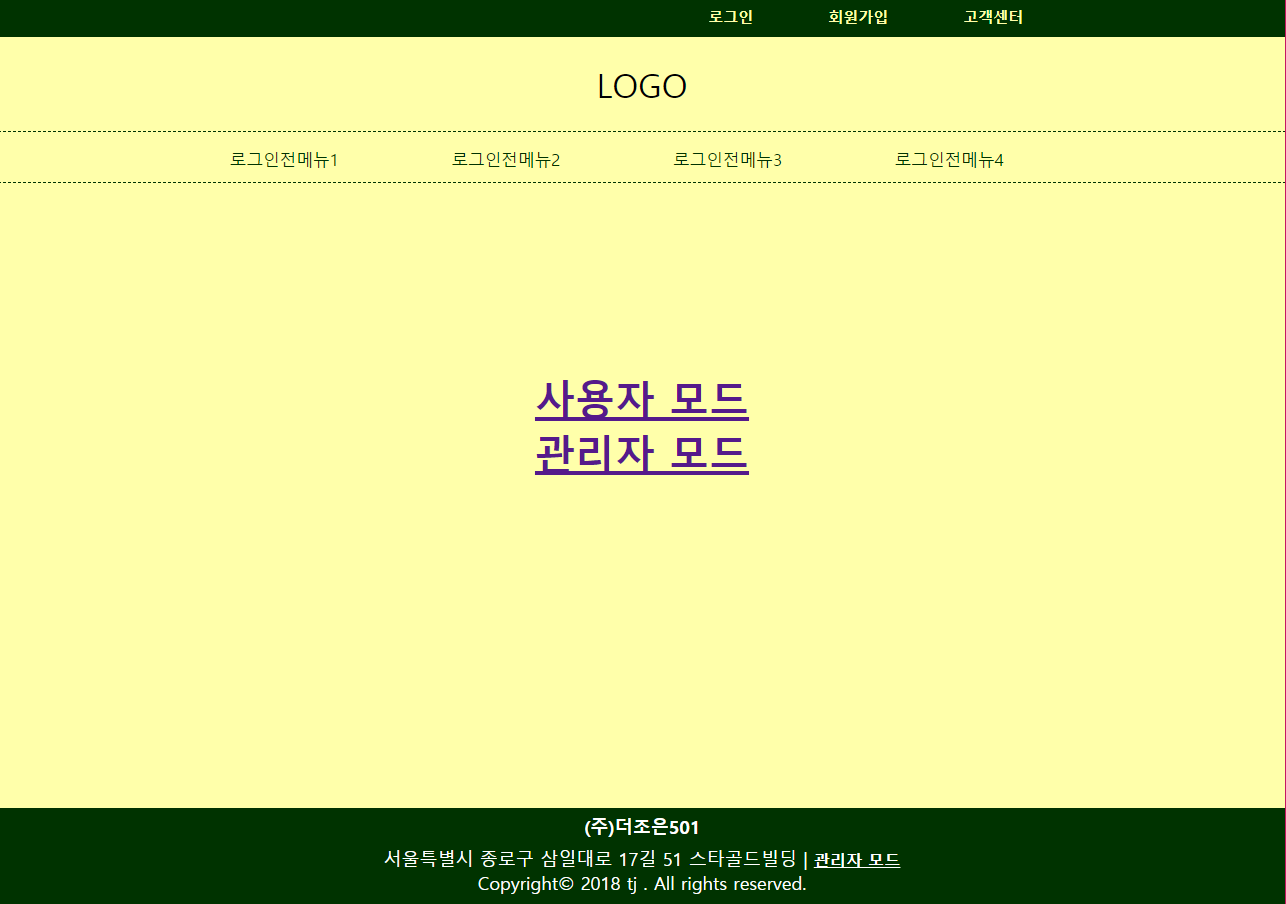 로그인 회원가입 고객센터
LOGO
로그인전메뉴1 로그인전메뉴2 로그인전메뉴3 로그인전메뉴4
사용자 모드
관리자 모드
(주)더조은501
서울특별시 종로구 삼일대로 17길 51 스타골드빌딩 | 관리자 모드
Copyright© 2018 tj . All rights reserved.